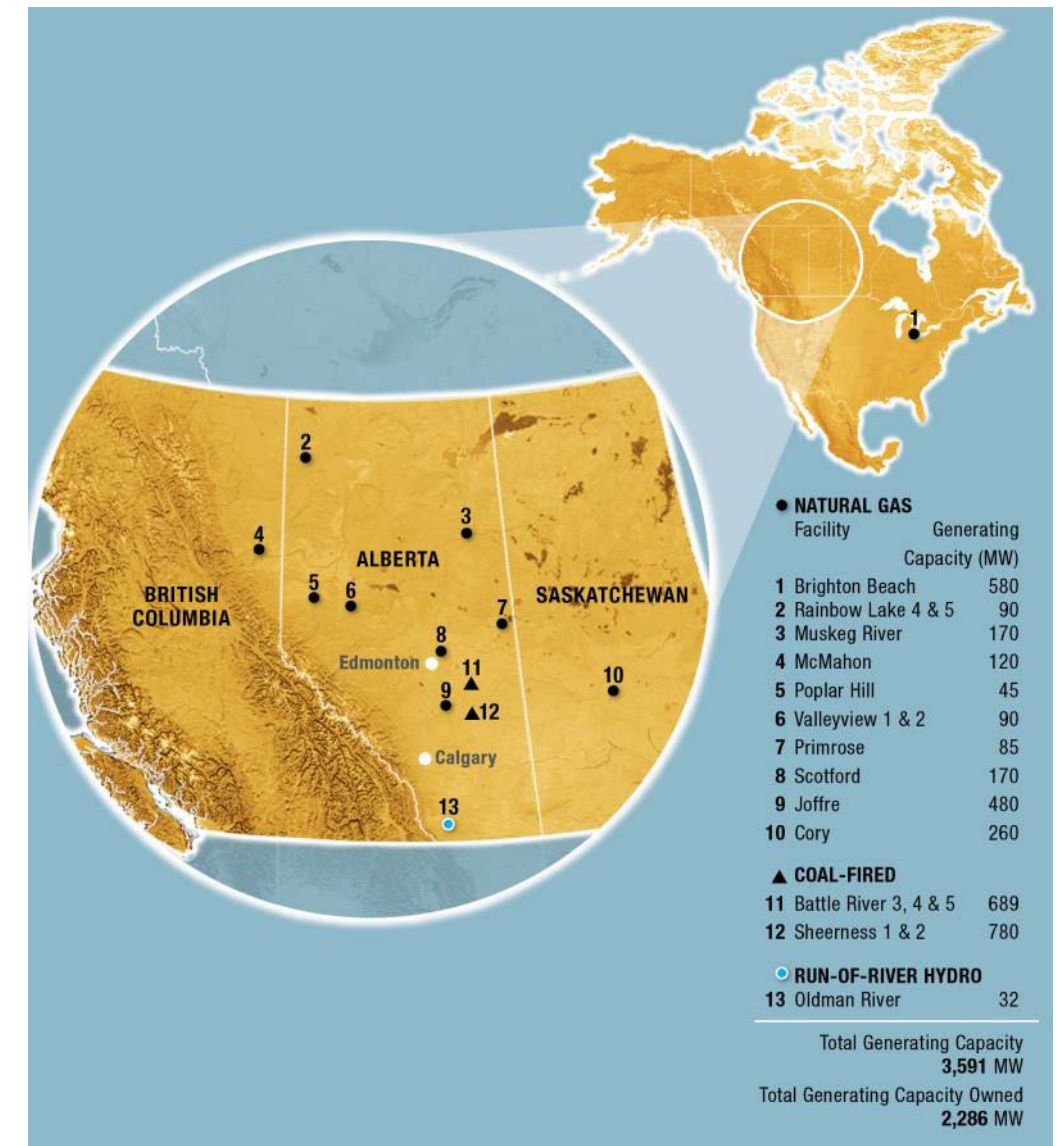 1
2
3
4
ALBERTA
5
6
BRITISH
COLUMBIA
SASKATCHEWAN
7
8
Edmonton
11
10
9
12
Calgary
13
NATURAL GAS
Facility Generating
Capacity (MW)
1 Brighton Beach 580
2 Rainbow Lake 4 & 5 90
3 Muskeg River 170
4 McMahon 120
5 Poplar Hill 45
6 Valleyview 1 & 2 90
7 Primrose 85
8 Scotford 170
9 Joffre 480
10 Cory 260
COAL-FIRED
11 Battle River 3, 4 & 5 689
12 Sheerness 1 & 2 780
RUN-OF-RIVER HYDRO
13 Oldman River 32
Total Generating Capacity
3,591 MW
Total Generating Capacity Owned
2,286 MW